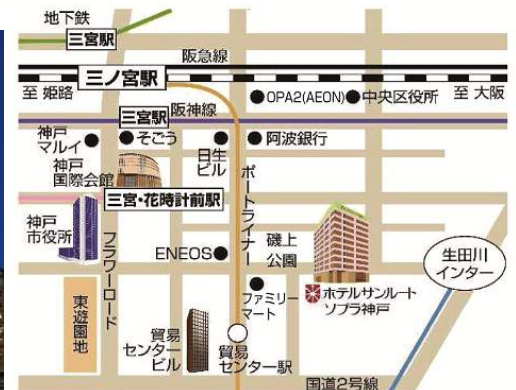 地下鉄
三宮駅
阪急線
三ノ宮駅
至 姫路
OPA2(AEON)
中央区役所
至 大阪
三宮駅
阪神線
神戸
マルイ
そごう
日生
ビル
阿波銀行
神戸
国際会館
三宮・花時計前駅
神戸
市役所
フラワーロード
ポートライナー
ENEOS
磯上
公園
生田川
インター
東遊園地
ファミリー
マート
ホテルサンルート
ソプラ神戸
貿易
センター
ビル
貿易
センター駅
国道2号線